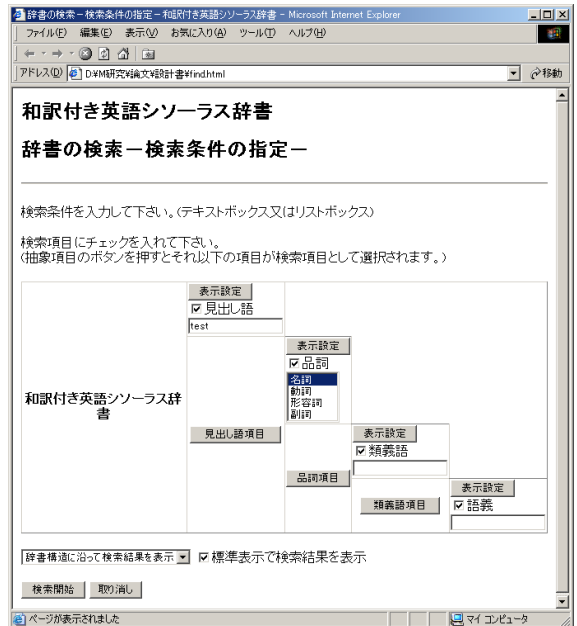 辞書の検索－検索条件の指定－和訳付き英語シソーラス辞書 - Microsoft Internet Explorer
ファイル(F) 編集(E) 表示(V) お気に入り(A) ツール(T) ヘルプ(H)
アドレス(D) D:¥M研究¥論文¥設計書¥find.html 移動
和訳付き英語シソーラス辞書
辞書の検索－検索条件の指定－
検索条件を入力して下さい。(テキストボックス又はリストボックス)
検索項目にチェックを入れて下さい。
(抽象項目のボタンを押すとそれ以下の項目が検索項目として選択されます。)
表示設定
見出し語
test
表示設定
品詞
名詞
動詞
形容詞
副詞
和訳付き英語シソーラス辞
書
見出し語項目
表示設定
類義語
品詞項目
表示設定
類義語項目
語義
辞書構造に沿って検索結果を表示 標準表示で検索結果を表示
検索開始 取り消し
ページが表示されました マイ コンピュータ